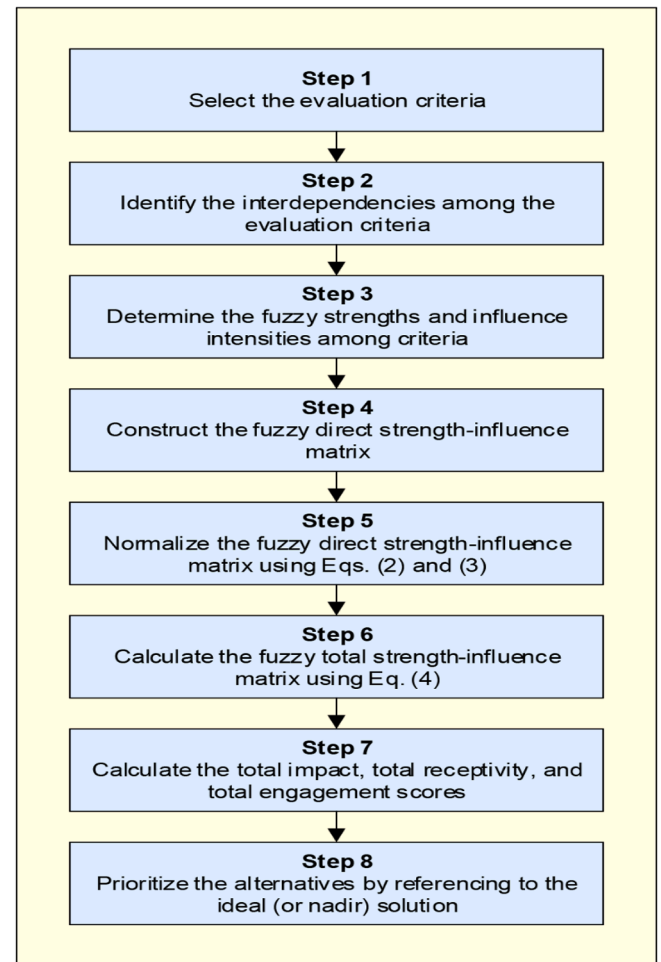 Step 1
Select the evaluation criteria
Step 2
Identify the interdependencies among the
evaluation criteria
Step 3
Determine the fuzzy strengths and influence
intensities among criteria
Step 4
Construct the fuzzy direct strength-influence
matrix
Step 5
Normalize the fuzzy direct strength-influence
matrix using Eqs. (2) and (3)
Step 6
Calculate the fuzzy total strength-influence
matrix using Eq. (4)
Step 7
Calculate the total impact, total receptivity, and
total engagement scores
Step 8
Prioritize the alternatives by referencing to the
ideal (or nadir) solution